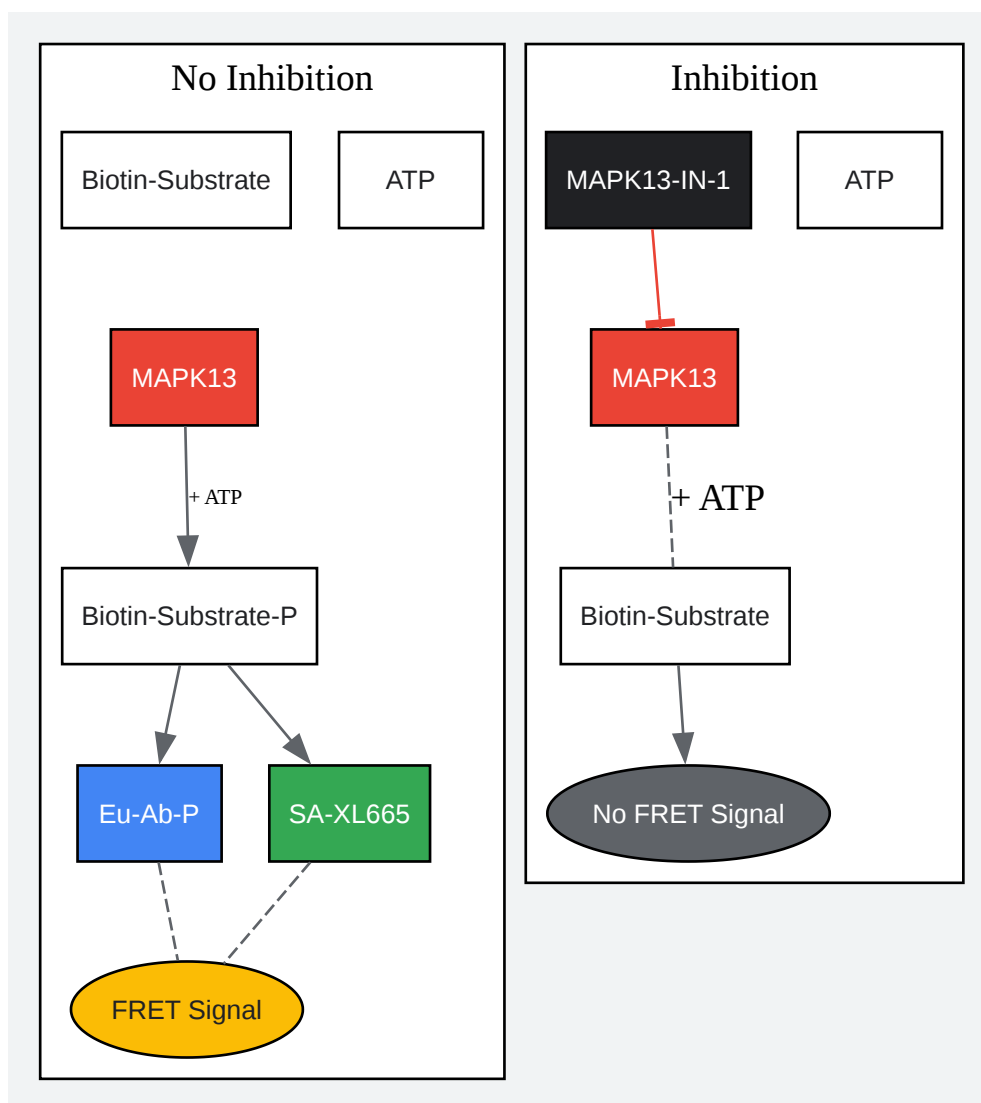 No Inhibition
Biotin-Substrate
ATP
MAPK13
+ ATP
Biotin-Substrate-P
Eu-Ab-P
SA-XL665
FRET Signal
Inhibition
MAPK13-IN-1
ATP
MAPK13
+ ATP
Biotin-Substrate
No FRET Signal